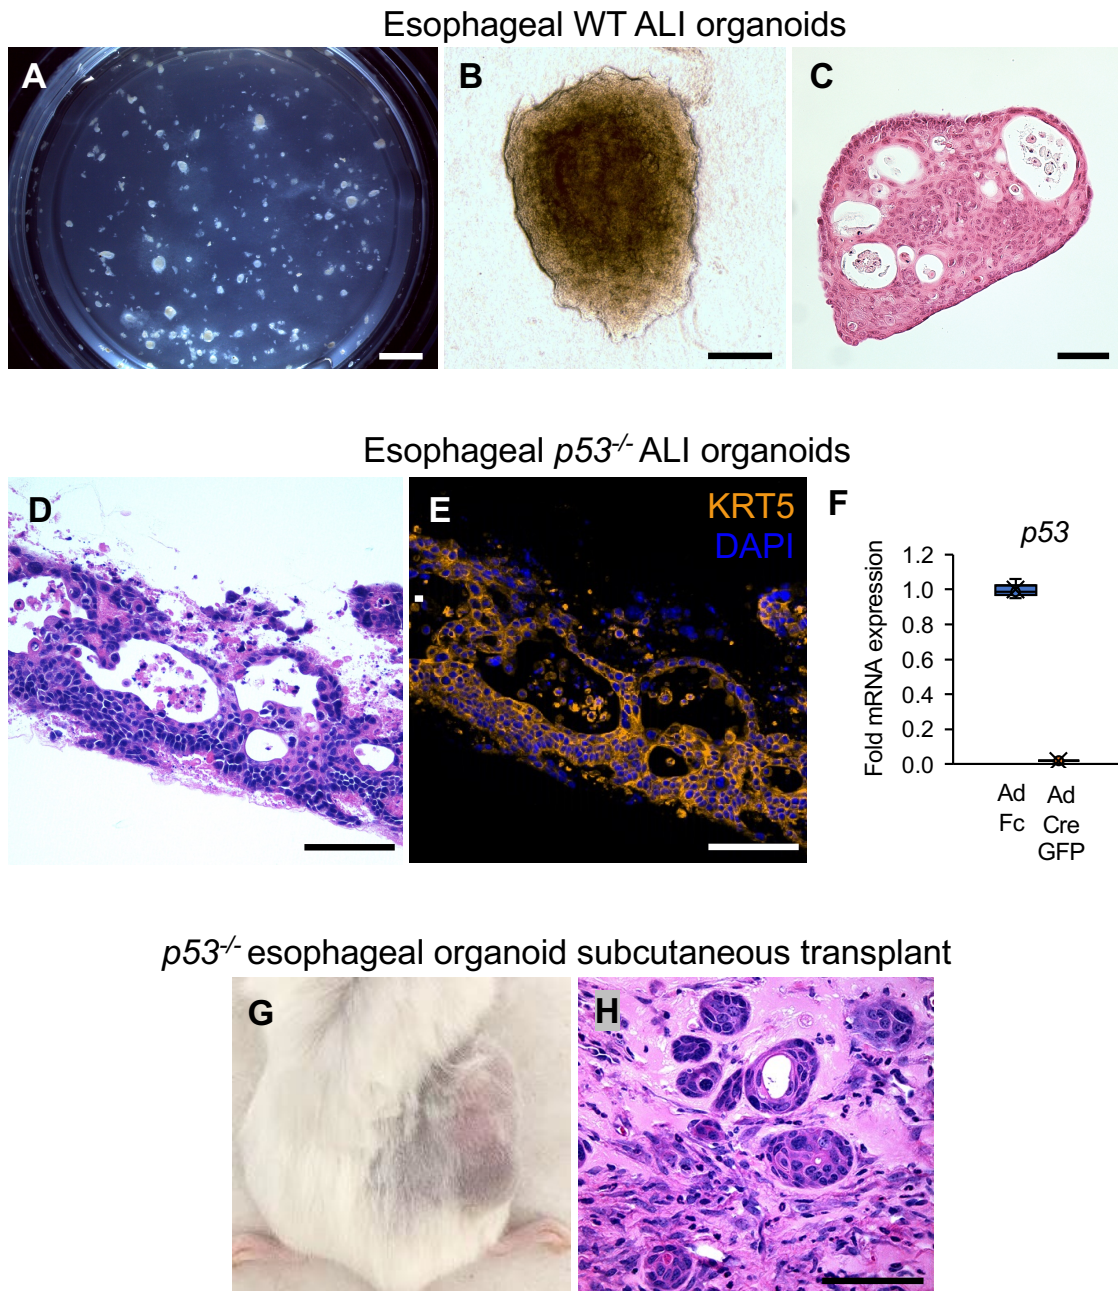 Esophageal WT ALI organoids
A
B
C
Esophageal p53-/- ALI organoids
D
E
KRT5
DAPI
F
p53
Fold mRNA expression
1.2
1.0
0.8
0.6
0.4
0.2
0.0
Ad Fc
Ad Cre GFP
p53-/- esophageal organoid subcutaneous transplant
G
H